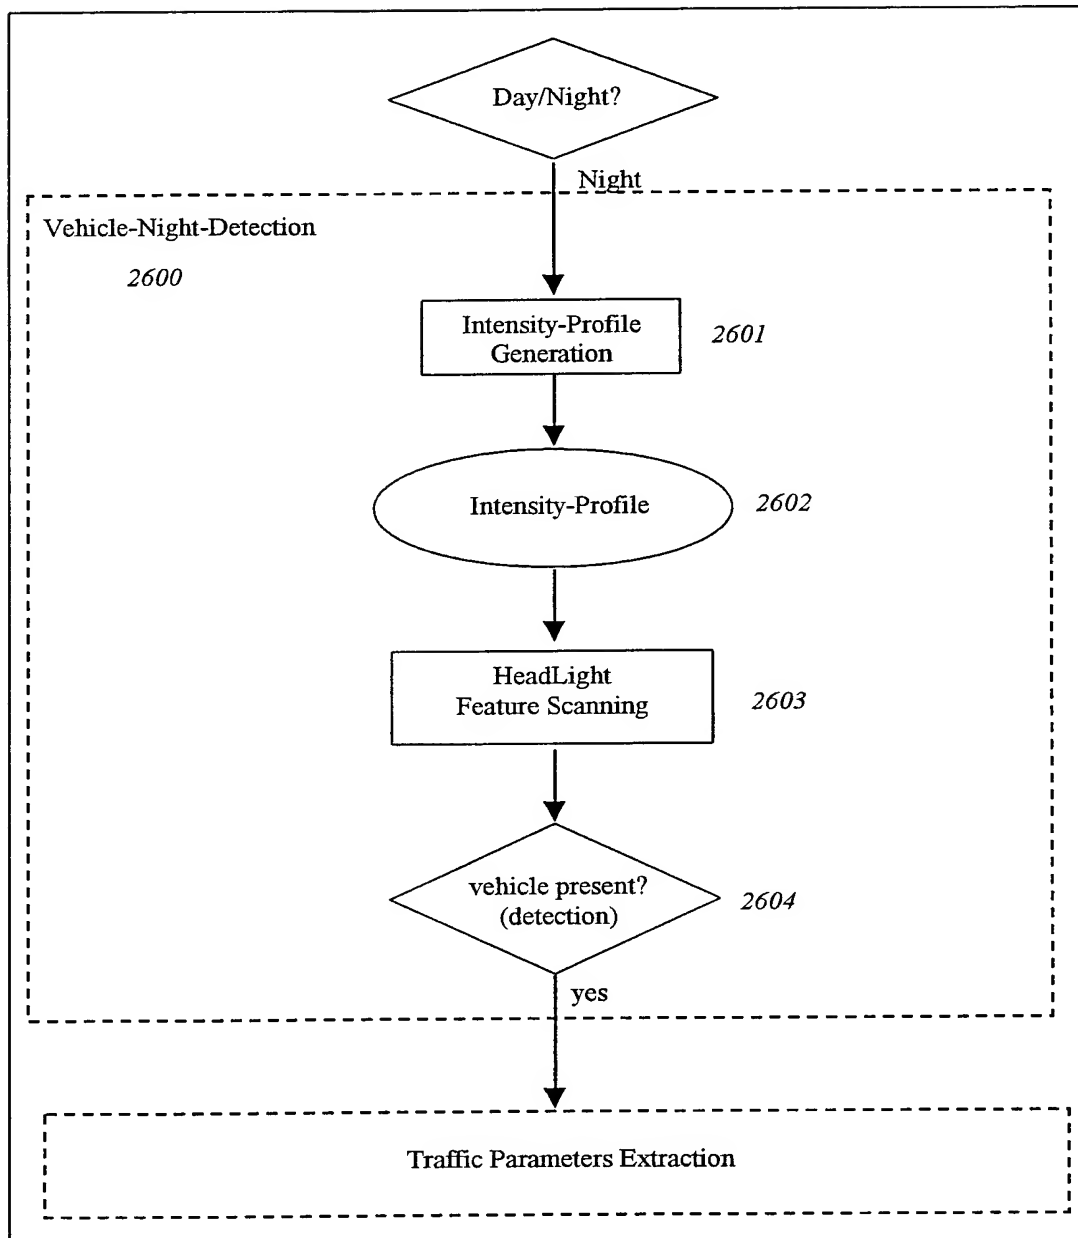 Day/Night?
Night
Vehicle-Night-Detection
2600
Intensity-Profile
Generation
2601
Intensity-Profile
2602
HeadLight
Feature Scanning
2603
vehicle present?
(detection)
2604
yes
Traffic Parameters Extraction